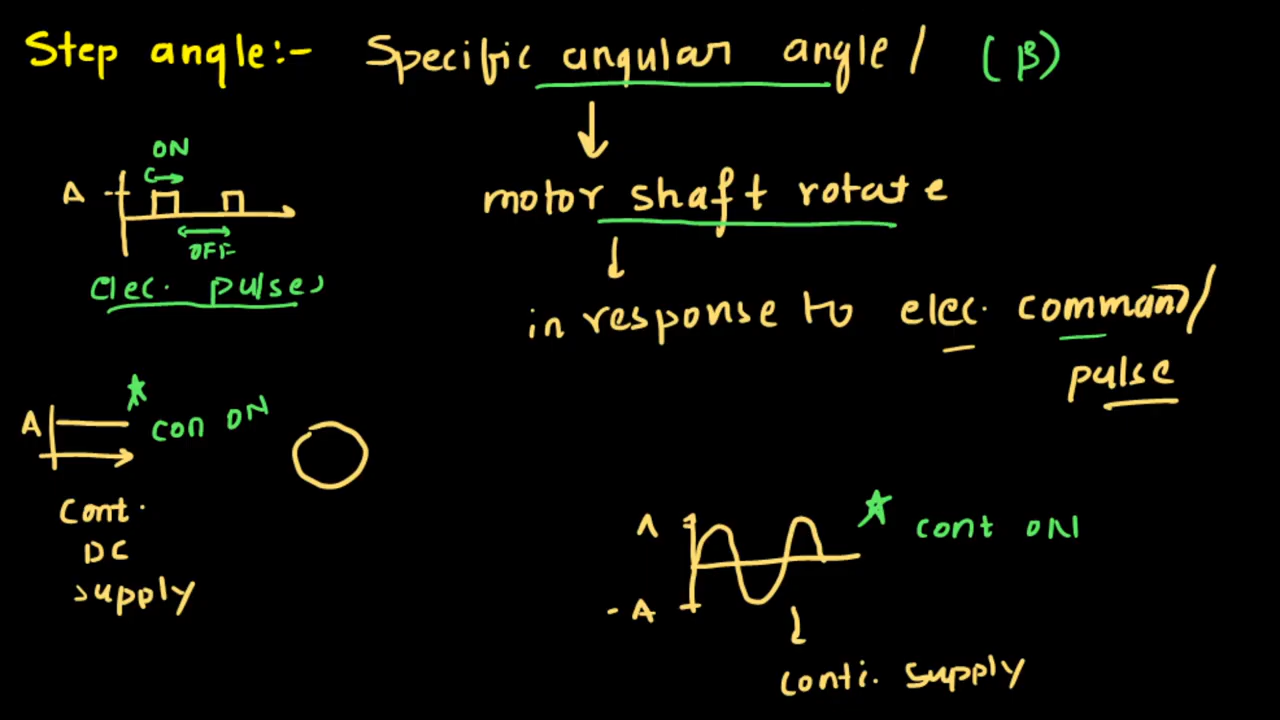 Step angle:- Specific angular angle / (β)
ON
A
OFF
elec. pulses
motor shaft rotate
in response to elec. command/
pulse
A
con ON
Cont.
DC
supply
A
-A
cont ON
conti. supply